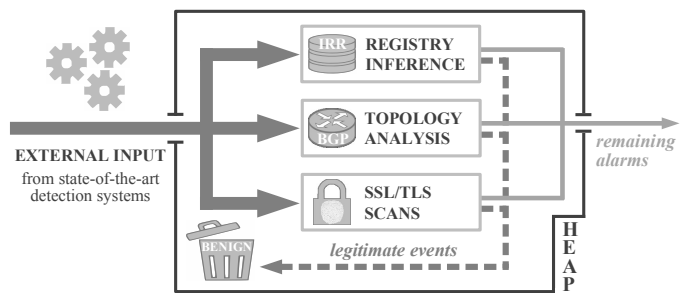 IRR
REGISTRY
INFERENCE
BGP
TOPOLOGY
ANALYSIS
EXTERNAL INPUT
from state-of-the-art
detection systems
remaining
alarms
SSL/TLS
SCANS
BENIGN
legitimate events
HEAP